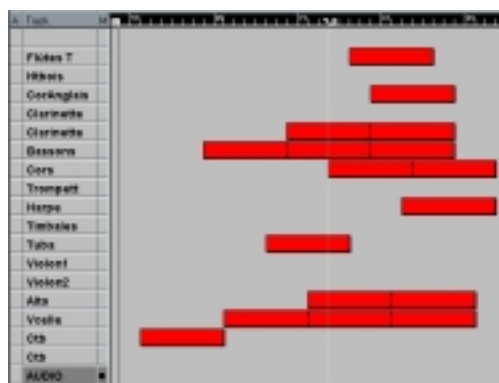 A Track M
Flûtes T
Htbois
CorAnglais
Clarinette
Clarinette
Bassons
Cors
Trompett
Harpe
Timbales
Tuba
Violon1
Violon2
Alto
Vcelle
Ctb
Ctb
AUDIO